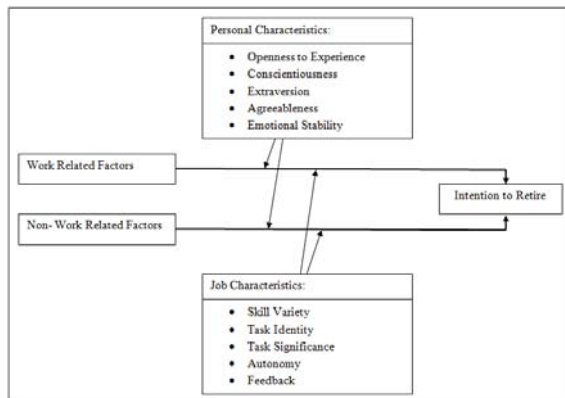 Personal Characteristics:
• Openness to Experience
• Conscientiousness
• Extraversion
• Agreeableness
• Emotional Stability
Work Related Factors
Intention to Retire
Non- Work Related Factors
Job Characteristics:
• Skill Variety
• Task Identity
• Task Significance
• Autonomy
• Feedback